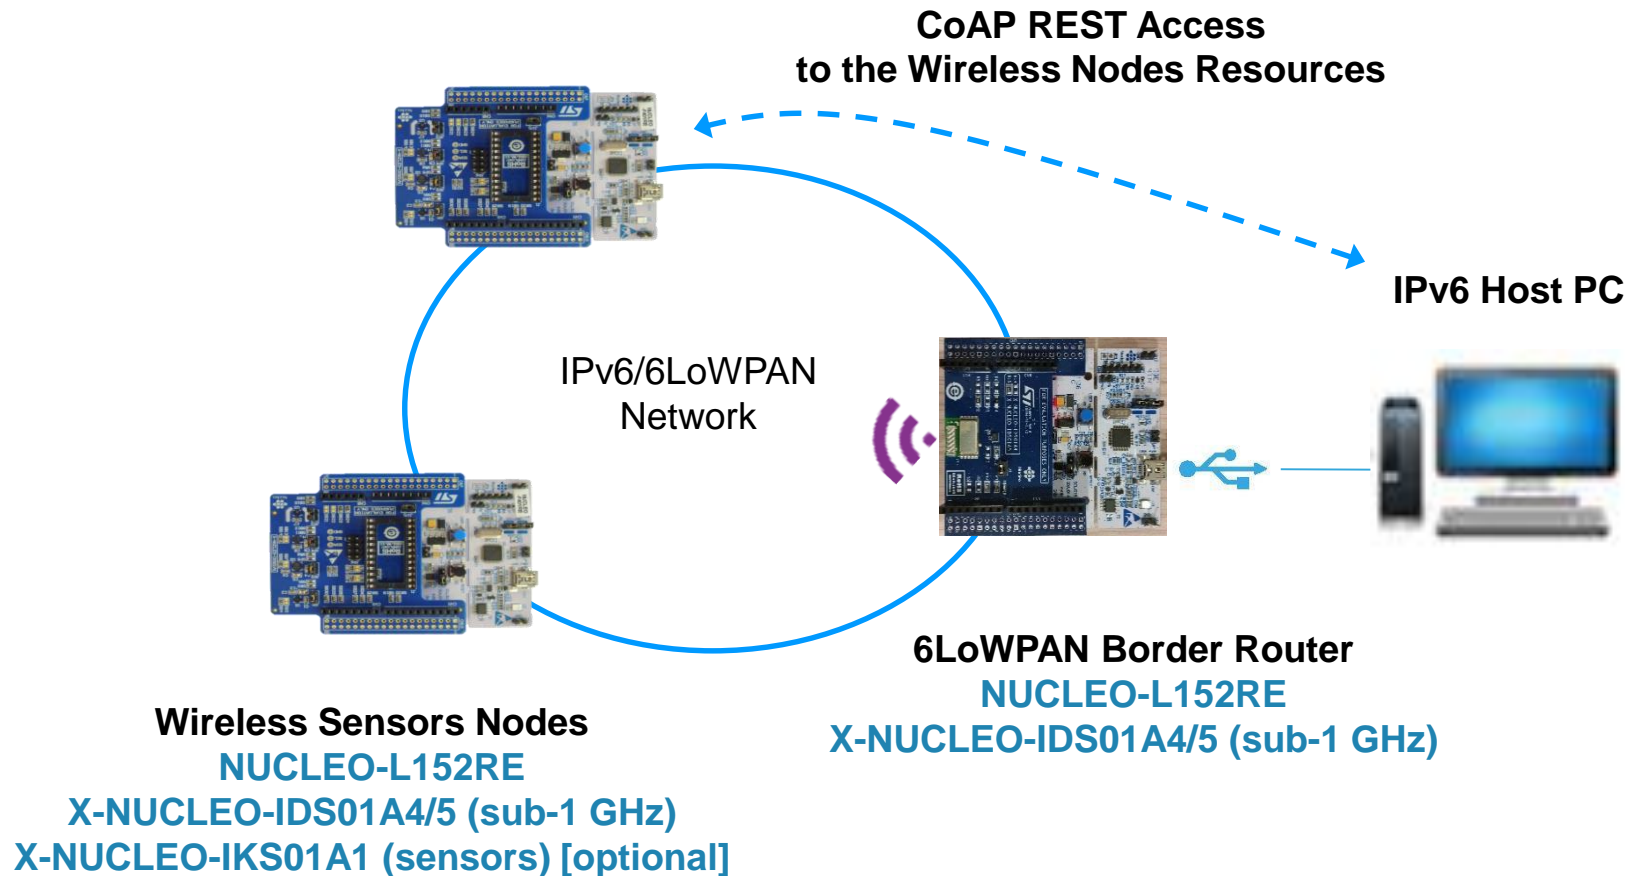 CoAP REST Access
to the Wireless Nodes Resources
IPv6 Host PC
IPv6/6LoWPAN
Network
6LoWPAN Border Router
NUCLEO-L152RE
X-NUCLEO-IDS01A4/5 (sub-1 GHz)
Wireless Sensors Nodes
NUCLEO-L152RE
X-NUCLEO-IDS01A4/5 (sub-1 GHz)
X-NUCLEO-IKS01A1 (sensors) [optional]